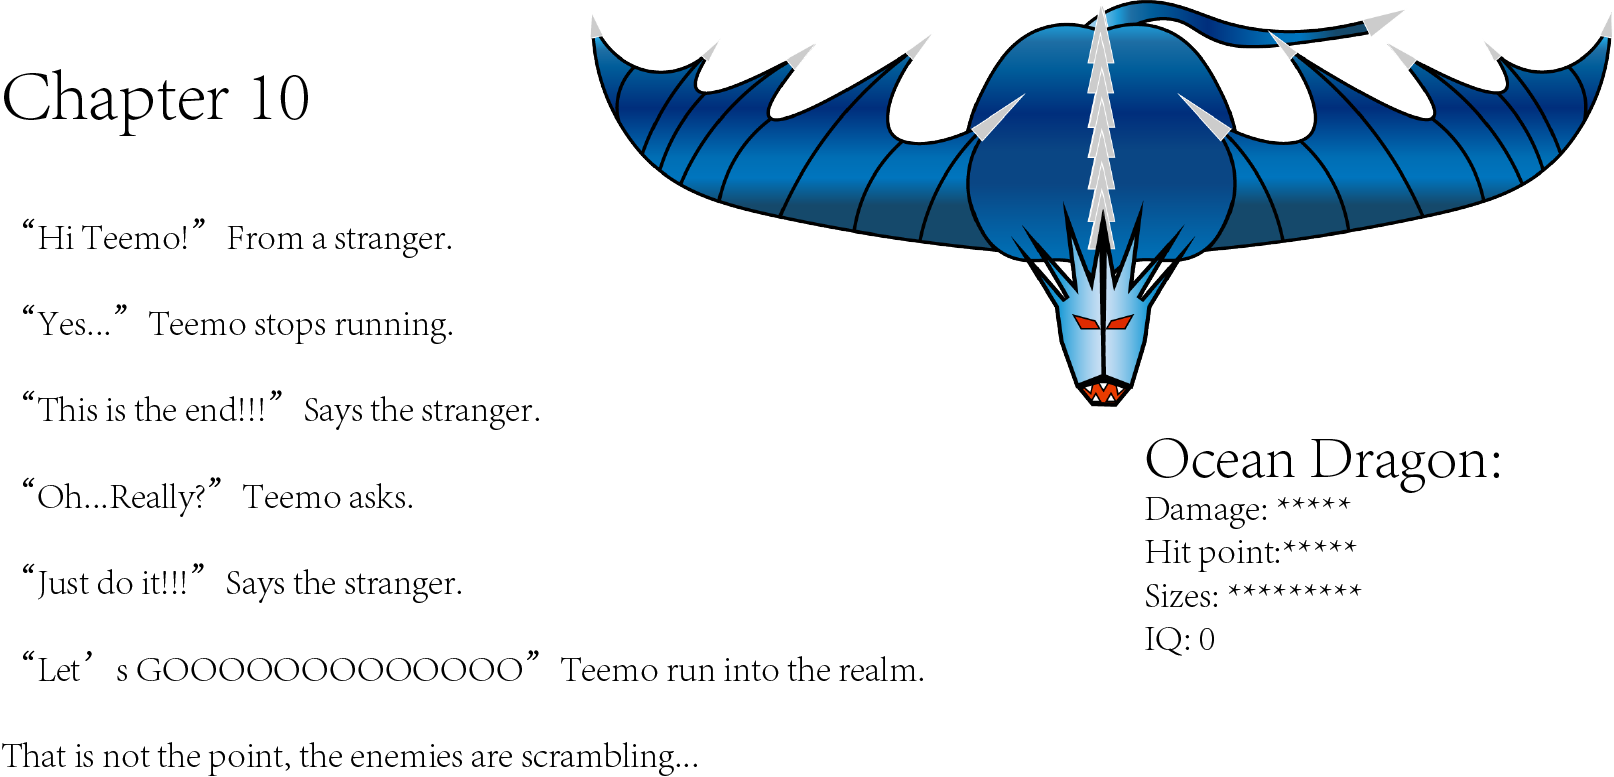 Chapter 10
“Hi Teemo!” From a stranger.
“Yes...” Teemo stops running.
“This is the end!!!” Says the stranger.
“Oh...Really?” Teemo asks.
“Just do it!!!” Says the stranger.
“Let’s GOOOOOOOOOOOOO” Teemo run into the realm.
That is not the point, the enemies are scrambling...
Ocean Dragon:
Damage: *****
Hit point:*****
Sizes: *********
IQ: 0